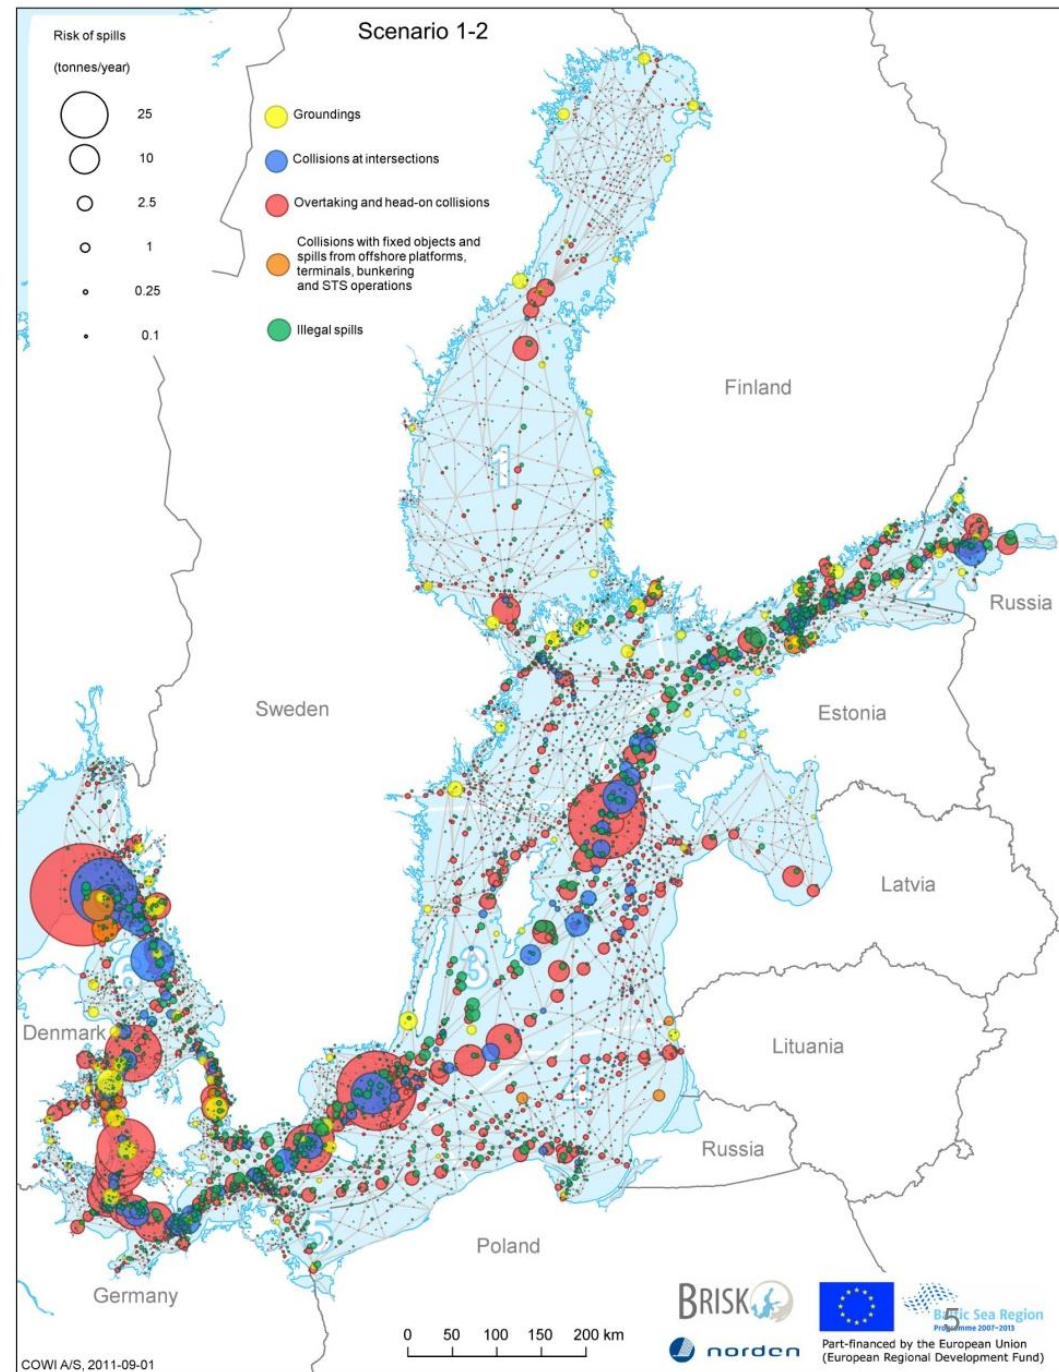 Scenario 1-2
Risk of spills
(tonnes/year)
25
10
2.5
1
0.25
0.1
Groundings
Collisions at intersections
Overtaking and head-on collisions
Collisions with fixed objects and
spills from offshore platforms,
terminals, bunkering
and STS operations
Illegal spills
Finland
1
2
Russia
Sweden
Estonia
Latvia
3
6
Denmark
Lituania
4
Russia
5
Poland
Germany
BRISK
norden
Baltic Sea Region
Programme 2007-2013
5
Part-financed by the European Union
(European Regional Development Fund)
0 50 100 150 200 km
COWI A/S, 2011-09-01